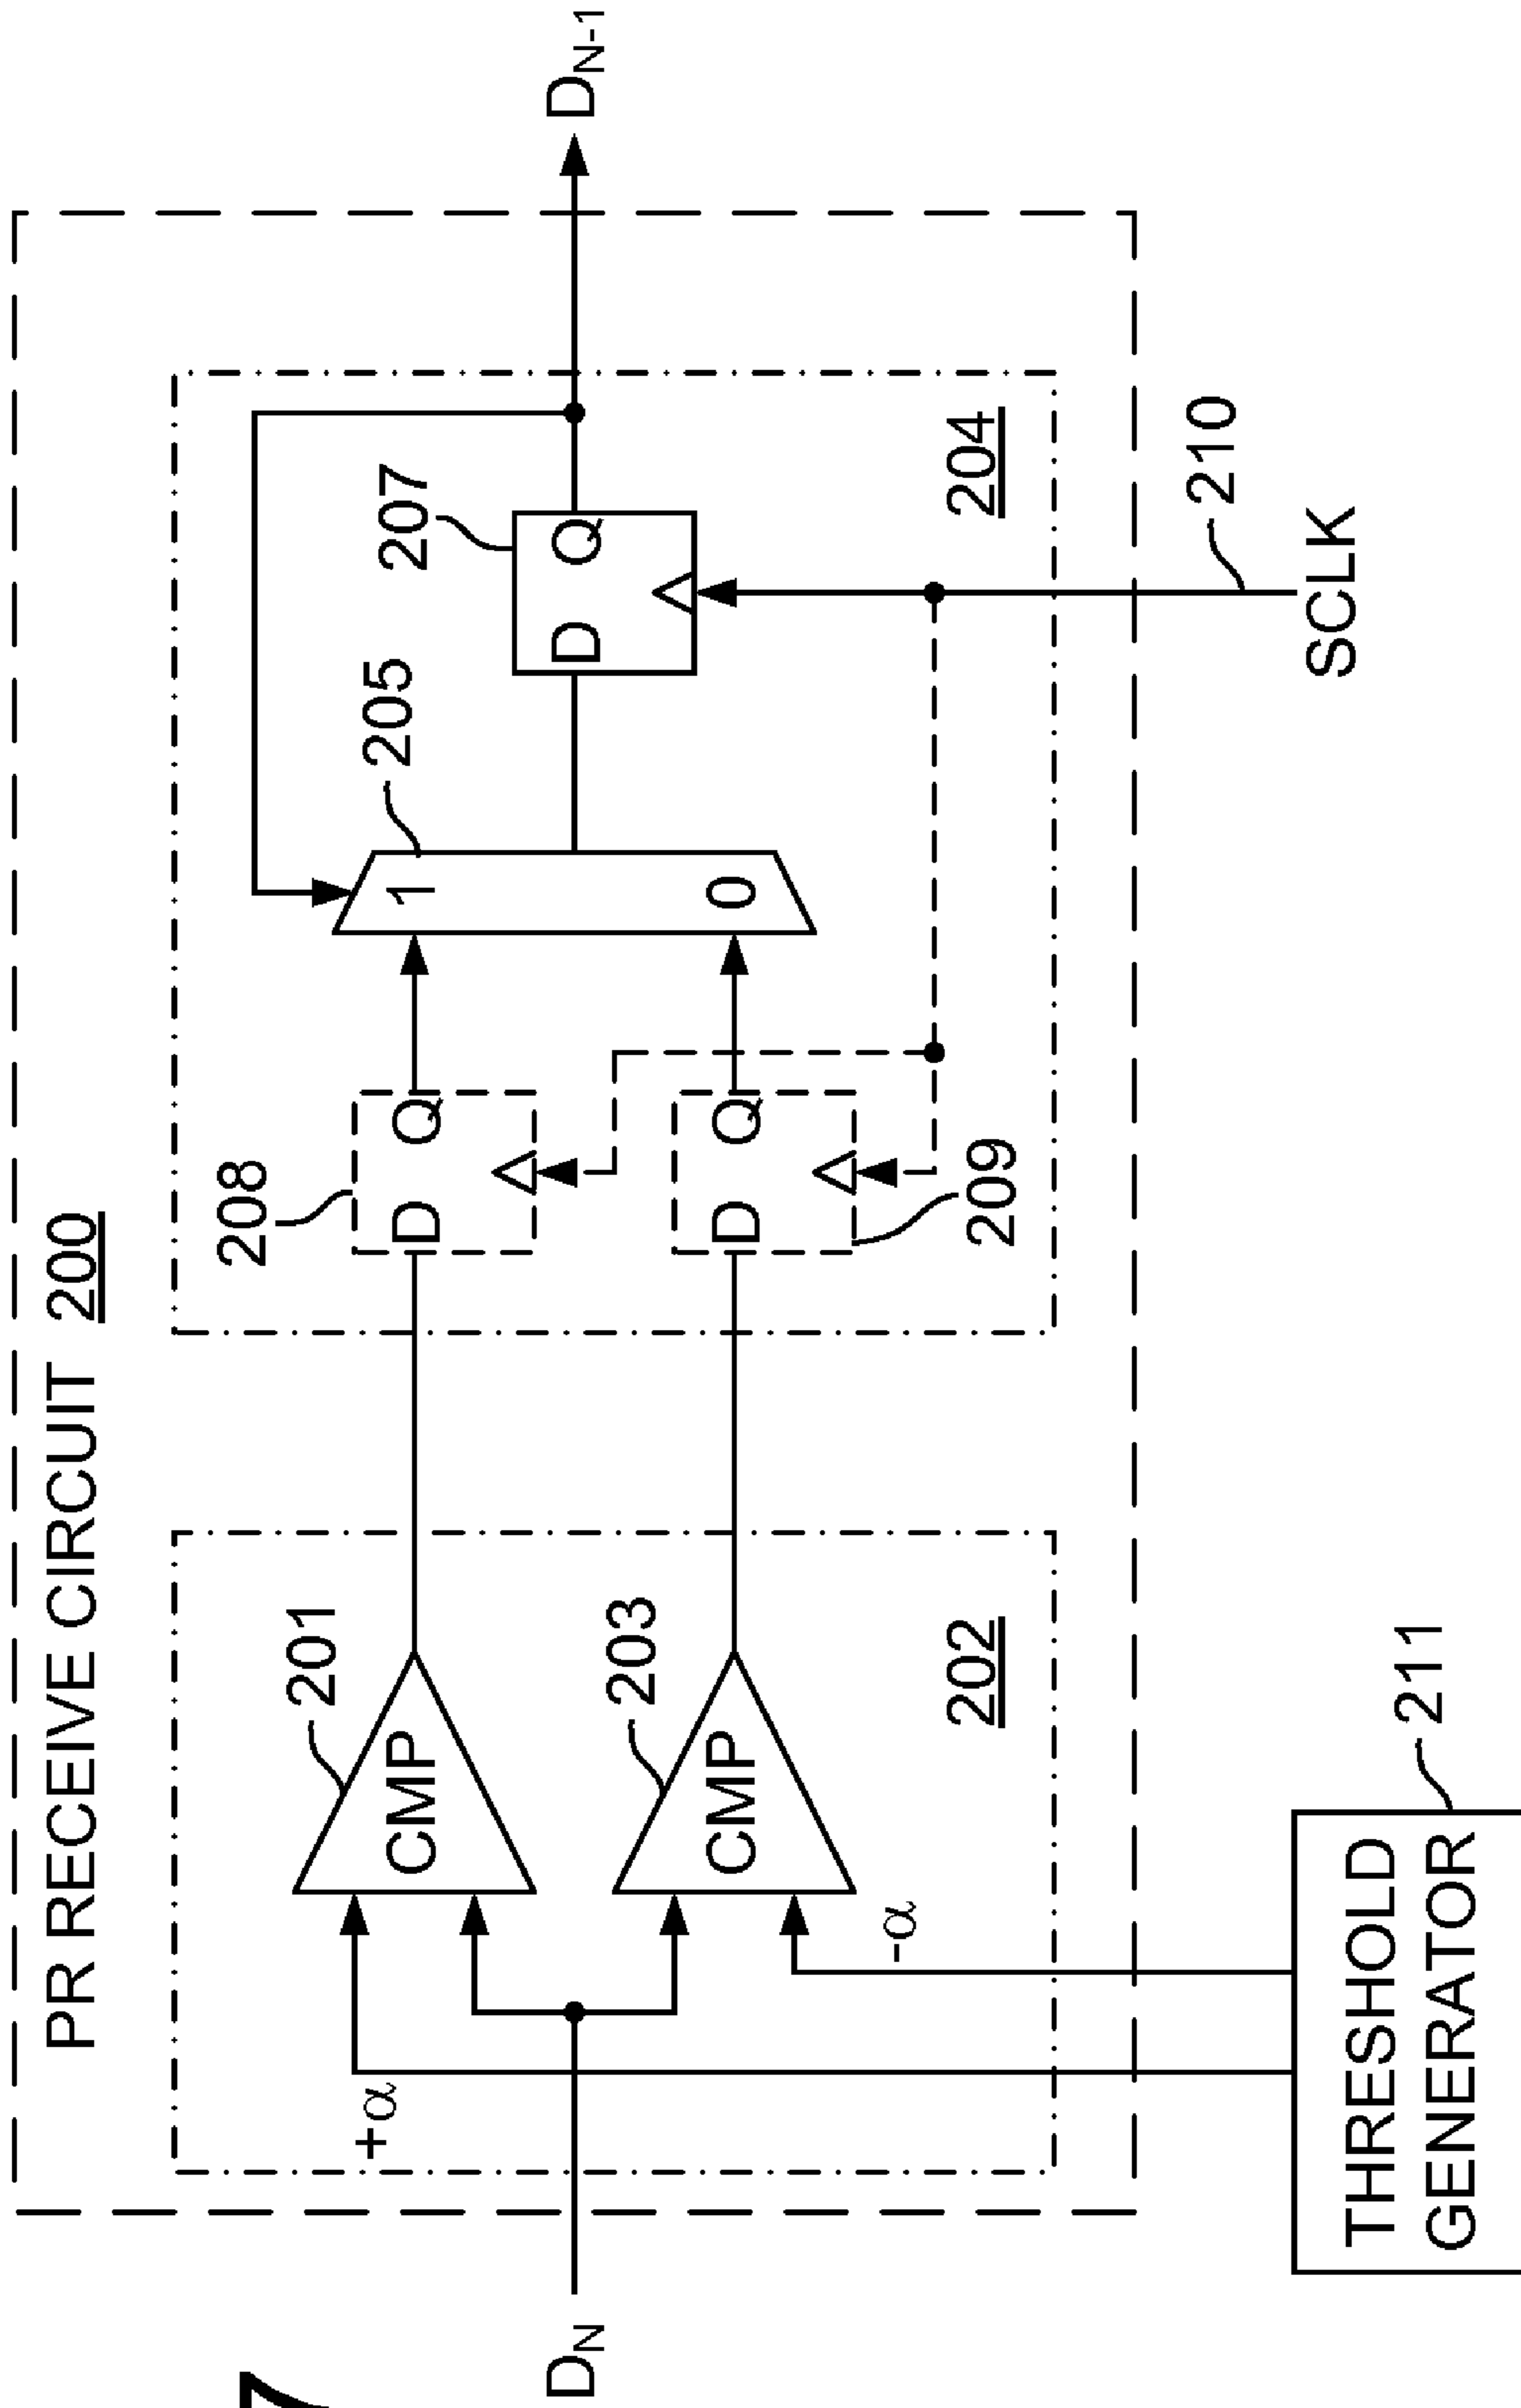 PR RECEIVE CIRCUIT 200
201
CMP
+α
203
CMP
-α
202
D_N
208
D Q
209
D Q
205
1
0
207
D Q
204
D_{N-1}
210
SCLK
211
THRESHOLD
GENERATOR
7